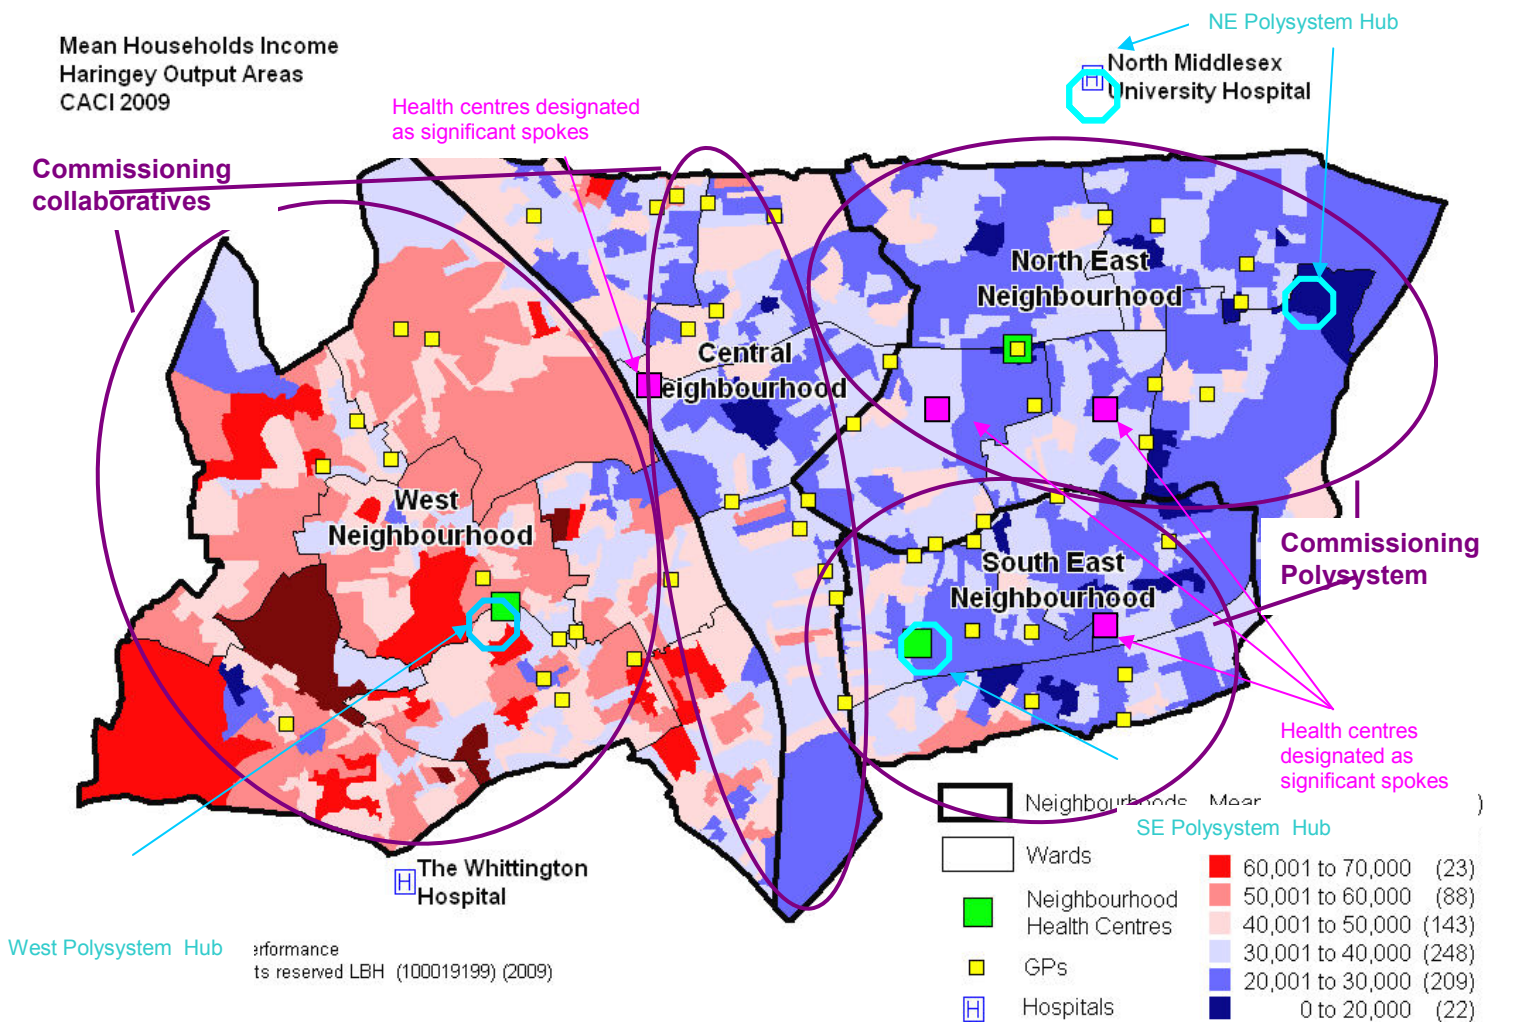 Mean Households Income
Haringey Output Areas
CACI 2009
NE Polysystem Hub
North Middlesex
University Hospital
Health centres designated
as significant spokes
Commissioning
collaboratives
North East
Neighbourhood
Central
eighbourhood
West
Neighbourhood
South East
Neighbourhood
Commissioning
Polysystem
Health centres
designated as
significant spokes
Neighbourhoods
)
SE Polysystem Hub
Wards
Neighbourhood
Health Centres
GPs
H Hospitals
60,001 to 70,000 (23)
50,001 to 60,000 (88)
40,001 to 50,000 (143)
30,001 to 40,000 (248)
20,001 to 30,000 (209)
0 to 20,000 (22)
H The Whittington
Hospital
West Polysystem Hub
erformance
ts reserved LBH (100019199) (2009)